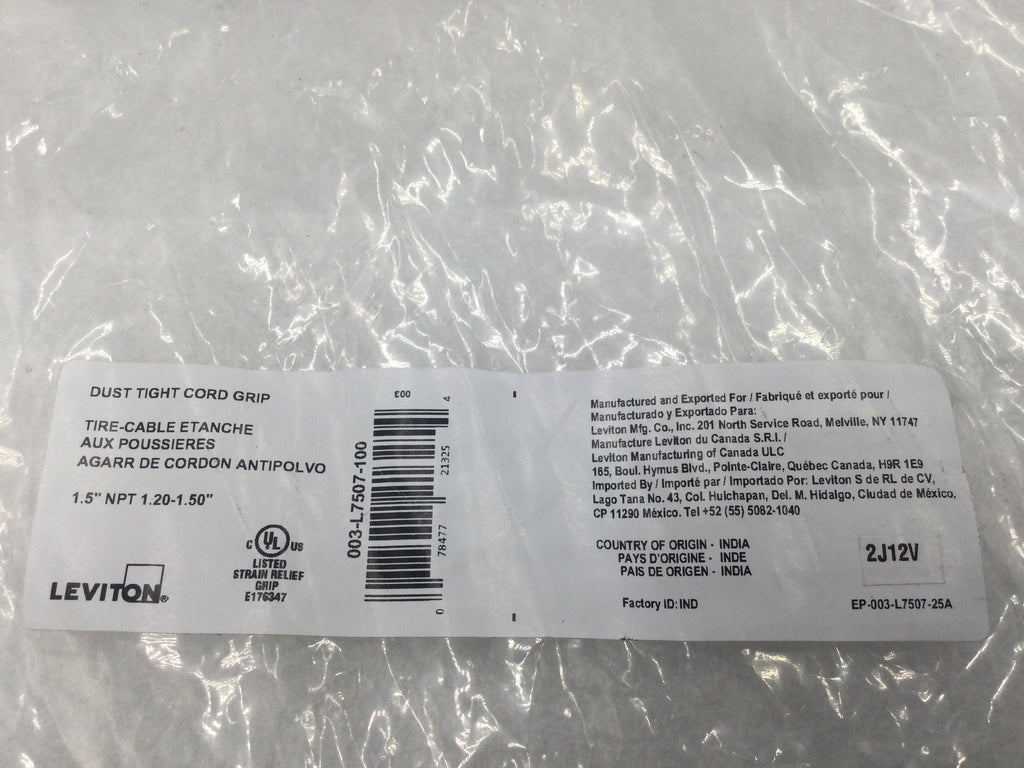 DUST TIGHT CORD GRIP
TIRE-CABLE ETANCHE
AUX POUSSIERES
AGARR DE CORDON ANTIPOLVO
1.5" NPT 1.20-1.50"
LEVITON®
C UL US
LISTED
STRAIN RELIEF
GRIP
E176347
003-L7507-100
E00
0 78477 21325 4
Manufactured and Exported For / Fabriqué et exporté pour /
Manufacturado y Exportado Para:
Leviton Mfg. Co., Inc. 201 North Service Road, Melville, NY 11747
Manufacture Leviton du Canada S.R.I. /
Leviton Manufacturing of Canada ULC
165, Boul. Hymus Blvd., Pointe-Claire, Québec Canada, H9R 1E9
Imported By / Importé par / Importado Por: Leviton S de RL de CV,
Lago Tana No. 43, Col. Huichapan, Del. M. Hidalgo, Ciudad de México,
CP 11290 México. Tel +52 (55) 5082-1040
COUNTRY OF ORIGIN - INDIA
PAYS D'ORIGINE - INDE
PAIS DE ORIGEN - INDIA
2J12V
Factory ID: IND
EP-003-L7507-25A